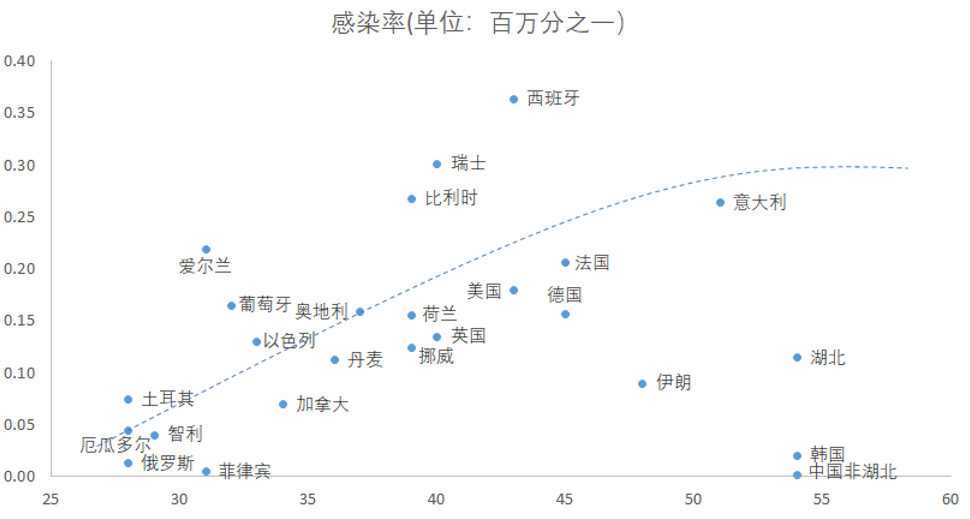 感染率(单位：百万分之一)
0.40
0.35
0.30
0.25
0.20
0.15
0.10
0.05
0.00
西班牙
瑞士
比利时
意大利
爱尔兰
法国
美国
德国
葡萄牙
奥地利
荷兰
英国
以色列
挪威
丹麦
湖北
伊朗
土耳其
加拿大
智利
厄瓜多尔
俄罗斯
菲律宾
韩国
中国非湖北
25 30 35 40 45 50 55 60